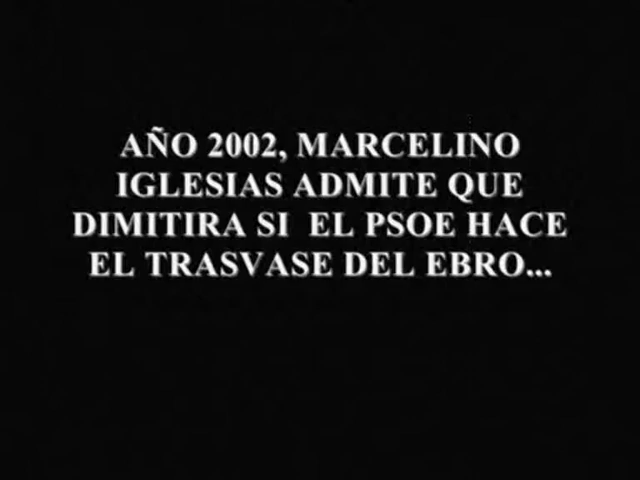 AÑO 2002, MARCELINO
IGLESIAS ADMITE QUE
DIMITIRA SI EL PSOE HACE
EL TRASVASE DEL EBRO...